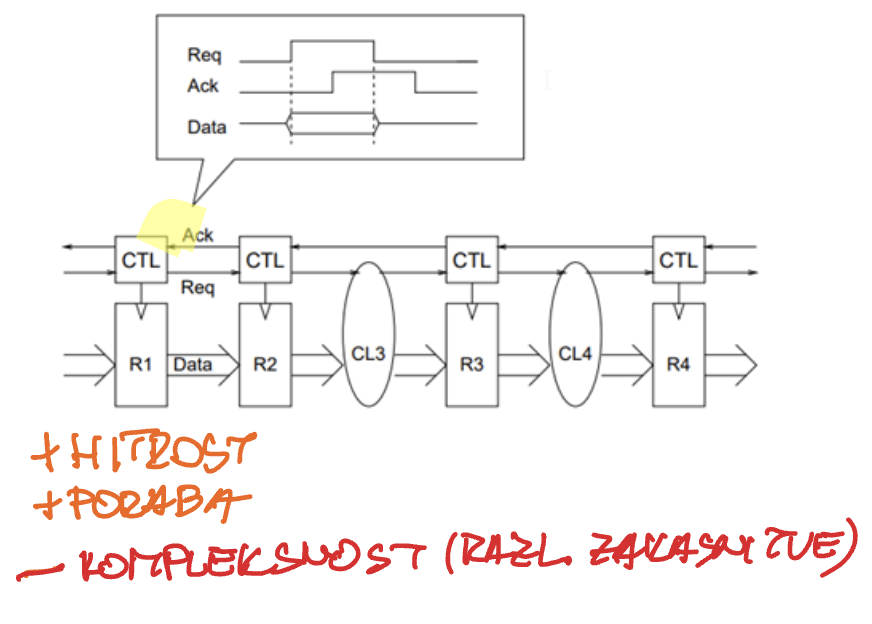 Req
Ack
Data
Ack
CTL CTL CTL CTL
Req
R1 Data R2 CL3 R3 CL4 R4
+ HITROST
+ PORABA
- KOMPLEKSNOST (RAZL. ZAKASNITVE)